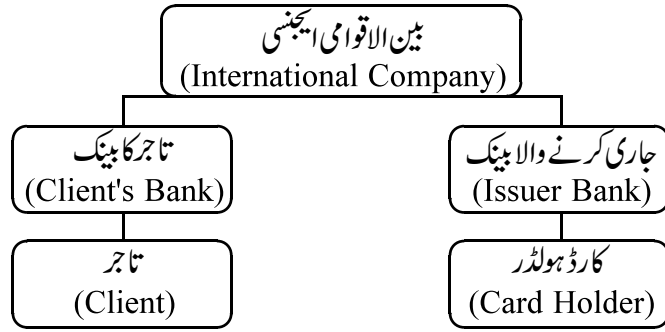 بین الاقوامی ایجنسی
(International Company)
جاری کرنے والا بینک
(Issuer Bank)
تاجر کا بینک
(Client's Bank)
کارڈ ہولڈر
(Card Holder)
تاجر
(Client)